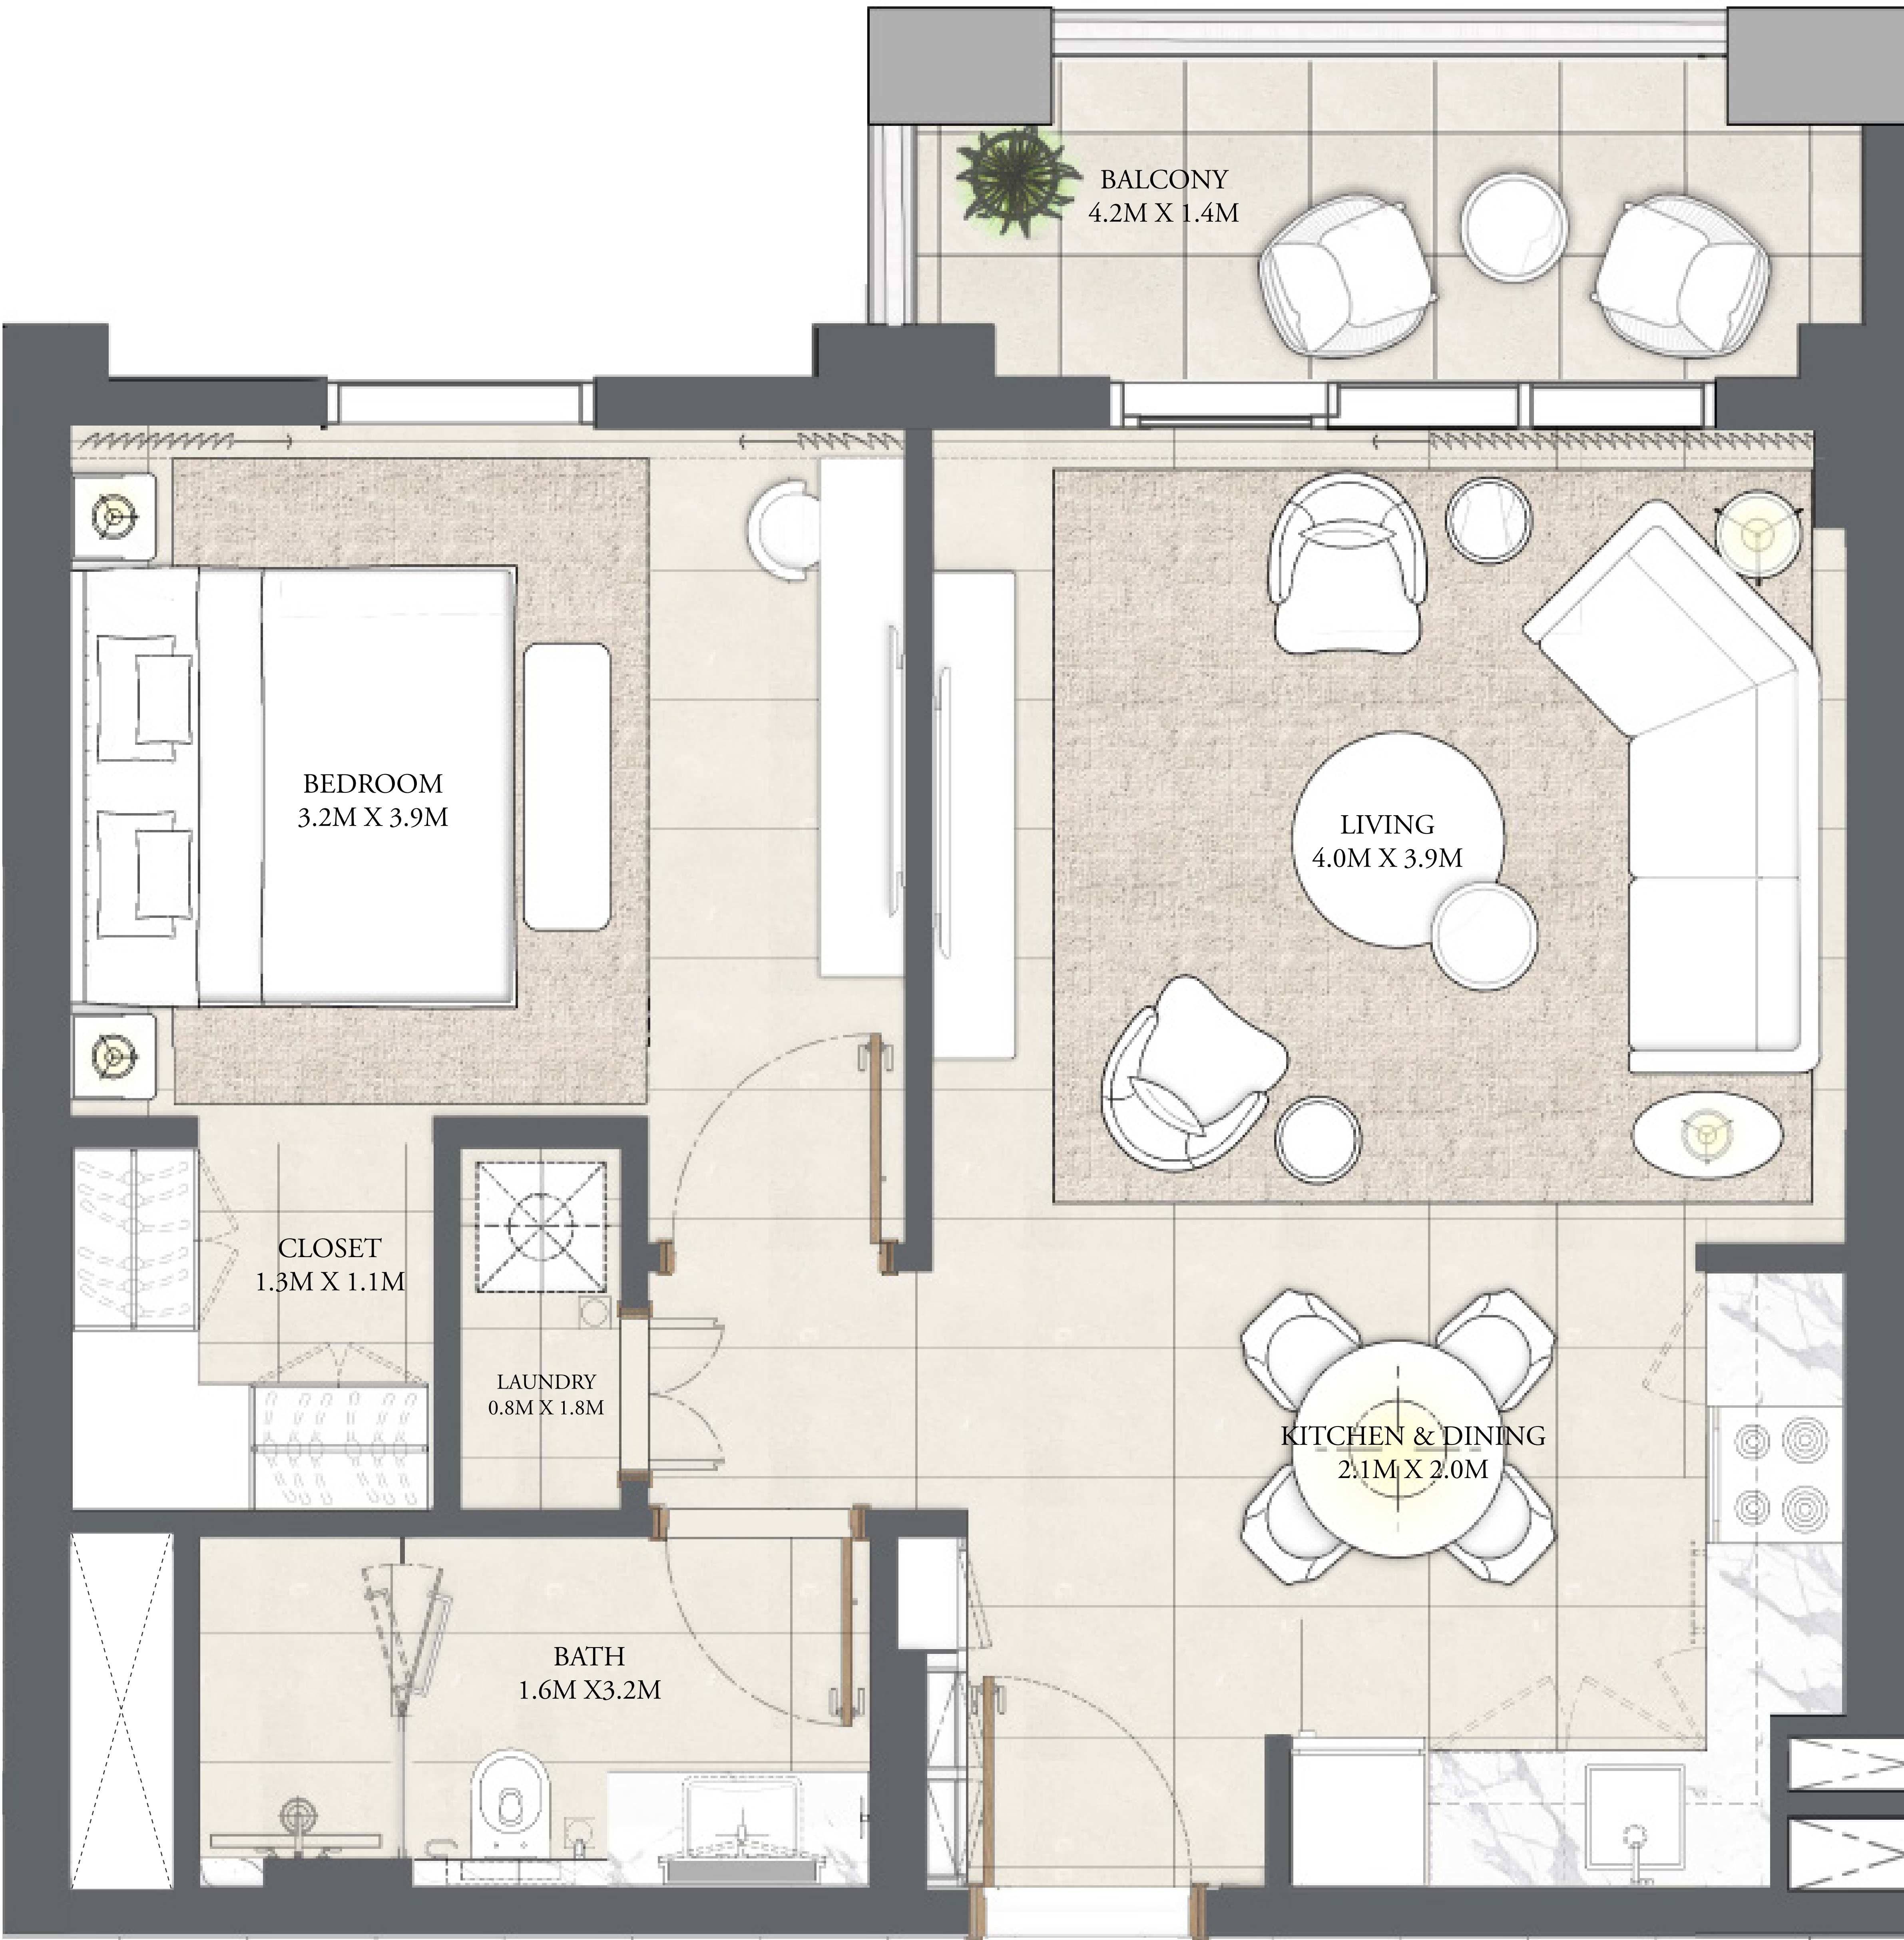 BALCONY
4.2M X 1.4M
BEDROOM
3.2M X 3.9M
LIVING
4.0M X 3.9M
CLOSET
1.3M X 1.1M
LAUNDRY
0.8M X 1.8M
KITCHEN & DINING
2.1M X 2.0M
BATH
1.6M X3.2M